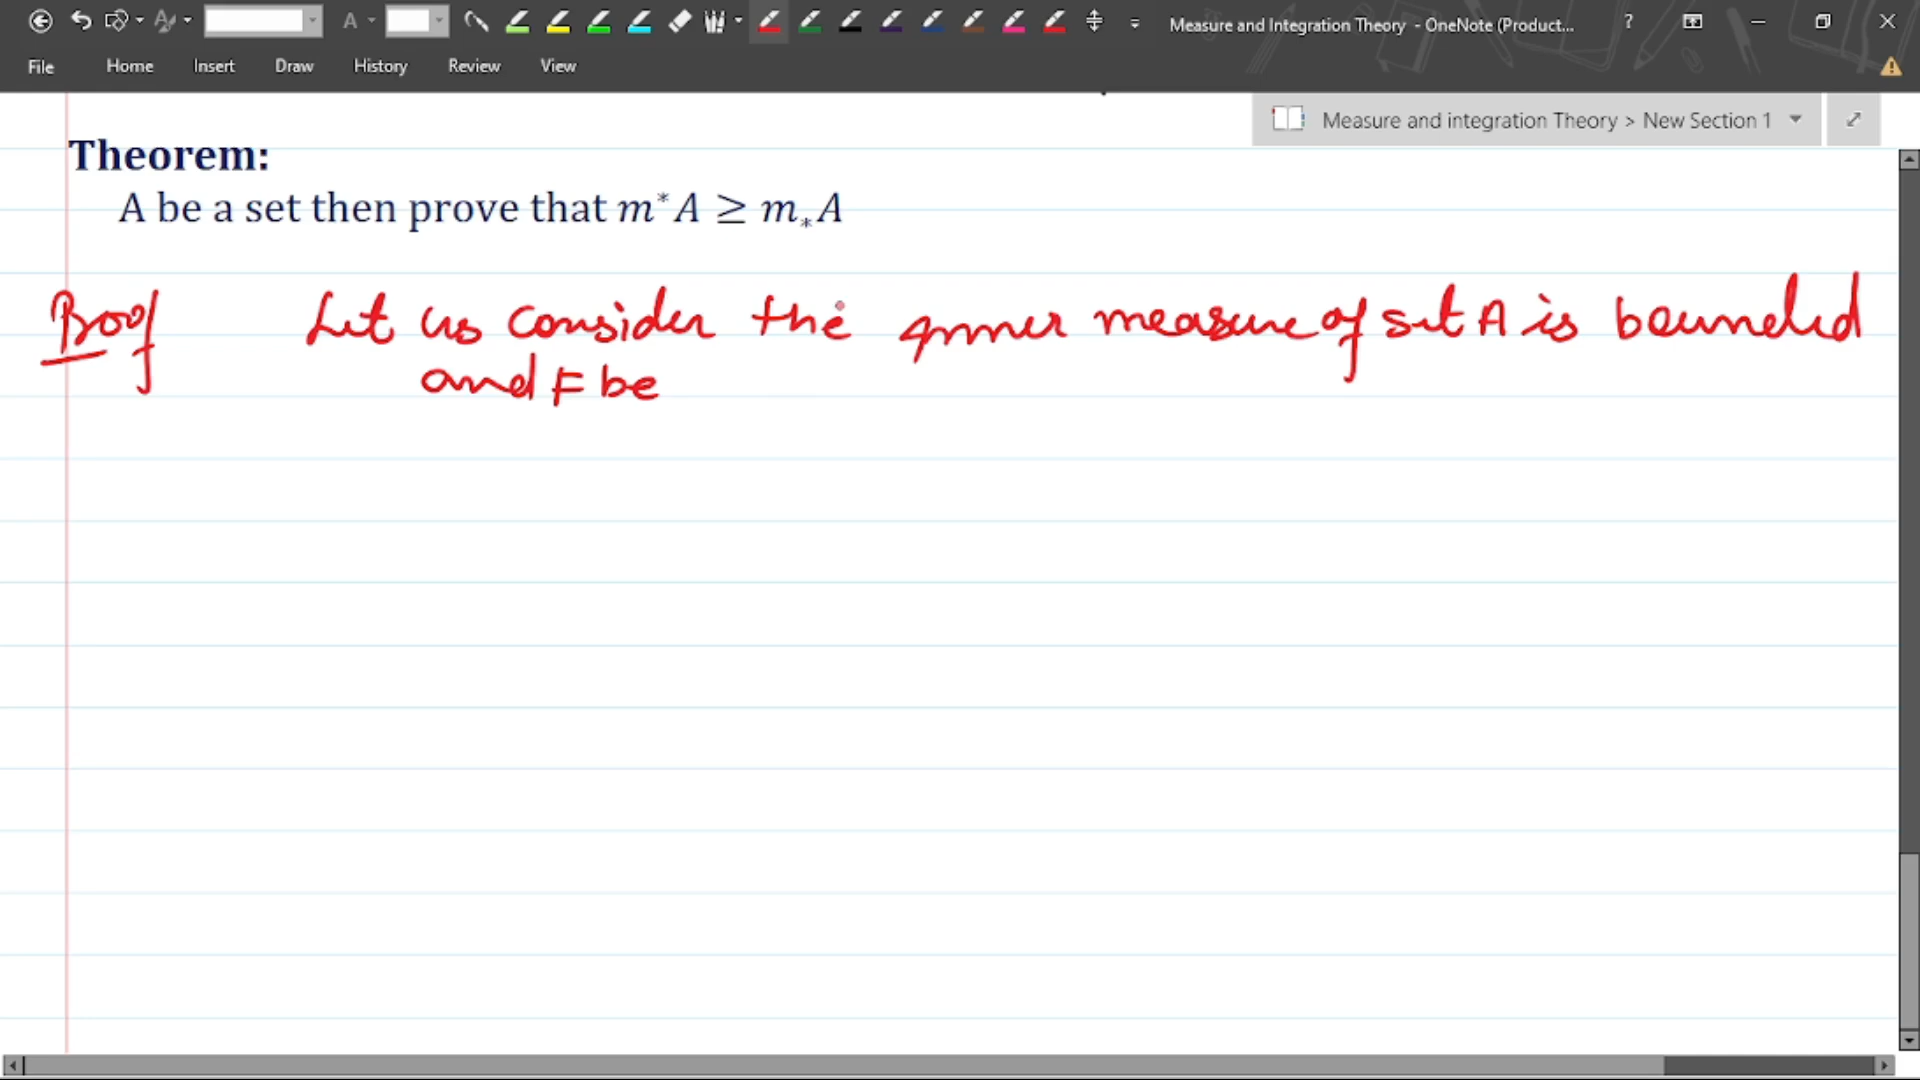 Measure and Integration Theory - OneNote (Product...
?
File Home Insert Draw History Review View
Measure and integration Theory > New Section 1
Theorem:
A be a set then prove that m*A ≥ m⁎A
Proof Let us consider the inner measure of set A is bounded
and F be